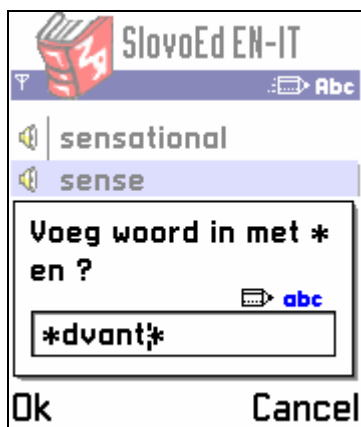 SlovoEd EN-IT
Abc
sensational
sense
Voeg woord in met *
en ?
abc
*dvant*
Ok Cancel